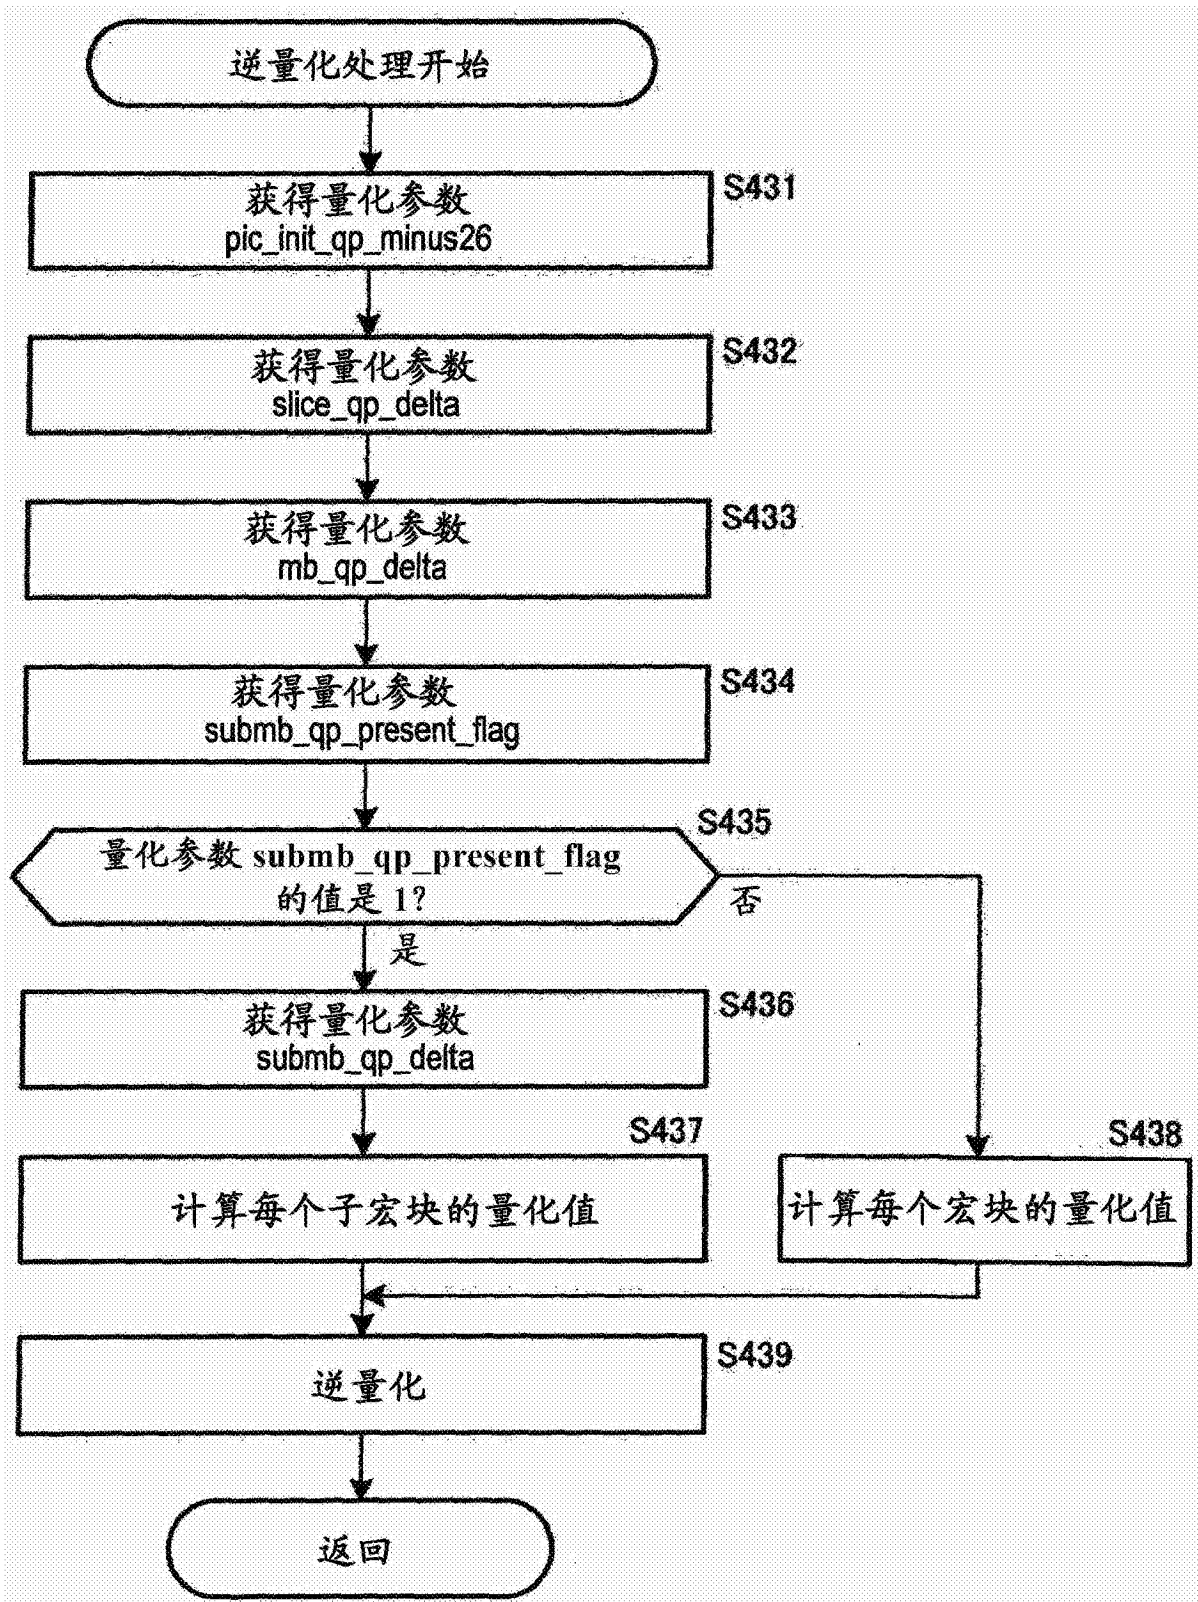 逆量化处理开始
S431
获得量化参数
pic_init_qp_minus26
S432
获得量化参数
slice_qp_delta
S433
获得量化参数
mb_qp_delta
S434
获得量化参数
submb_qp_present_flag
S435
量化参数 submb_qp_present_flag
的值是 1?
否
是
S436
获得量化参数
submb_qp_delta
S437
计算每个子宏块的量化值
S438
计算每个宏块的量化值
S439
逆量化
返回